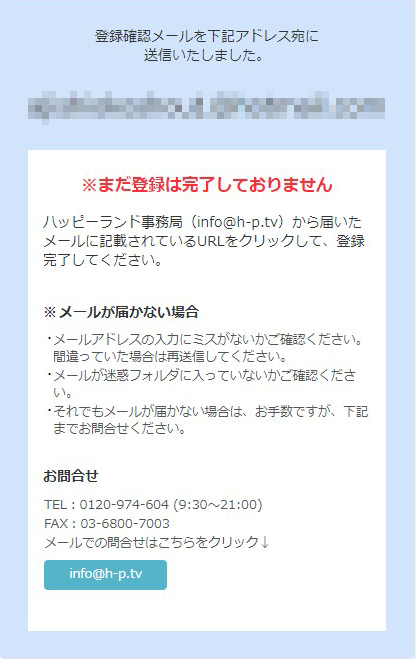 登録確認メールを下記アドレス宛に
送信いたしました。
※まだ登録は完了しておりません
ハッピーランド事務局（info@h-p.tv）から届いた
メールに記載されているURLをクリックして、登録
完了してください。
※ メールが届かない場合
・メールアドレスの入力にミスがないかご確認ください。
間違っていた場合は再送信してください。
・メールが迷惑フォルダに入っていないかご確認くださ
い。
・それでもメールが届かない場合は、お手数ですが、下記
までお問合せください。
お問合せ
TEL：0120-974-604 (9:30～21:00)
FAX：03-6800-7003
メールでの問合せはこちらをクリック↓
info@h-p.tv